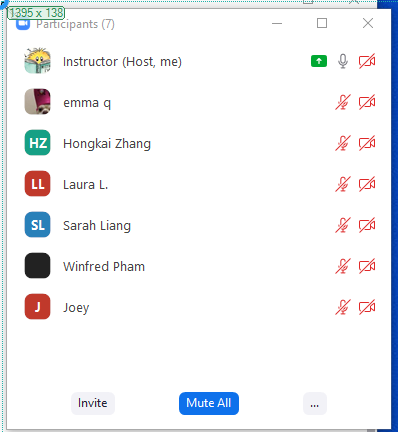 1395 x 138
Participants (7)
Instructor (Host, me)
emma q
HZ Hongkai Zhang
LL Laura L.
SL Sarah Liang
Winfred Pham
J Joey
Invite Mute All ...